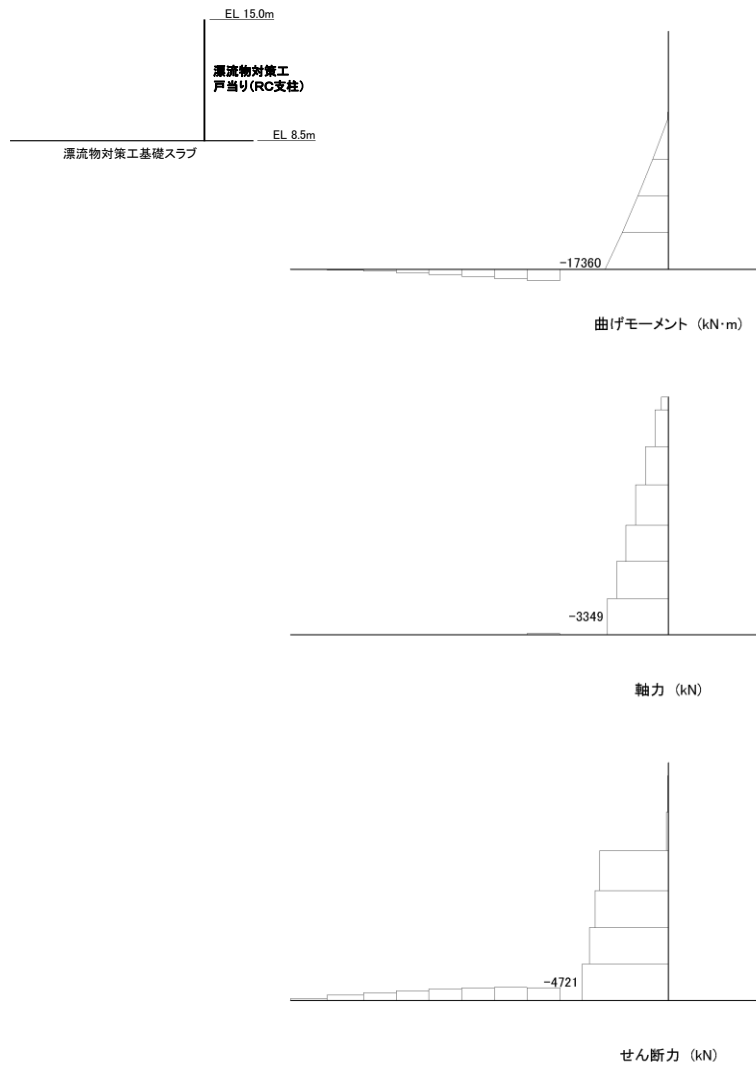 EL 15.0m
漂流物対策工
戸当り(RC支柱)
EL 8.5m
漂流物対策工基礎スラブ
-17360
曲げモーメント (kN・m)
-3349
軸力 (kN)
-4721
せん断力 (kN)